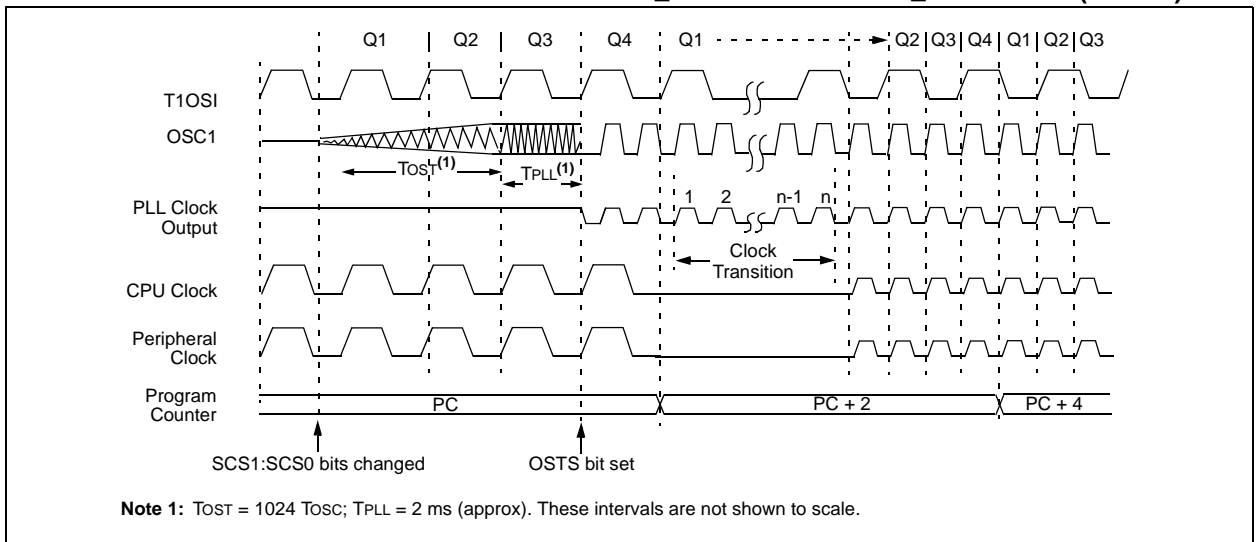 Q1 Q2 Q3 Q4 Q1 Q2 Q3 Q4 Q1 Q2 Q3
T1OSI
OSC1
TOST(1) TPLL(1)
1 2 n-1 n
PLL Clock
Output
Clock
Transition
CPU Clock
Peripheral
Clock
Program
Counter
PC PC + 2 PC + 4
SCS1:SCS0 bits changed OSTS bit set
Note 1: TOST = 1024 TOSC; TPLL = 2 ms (approx). These intervals are not shown to scale.